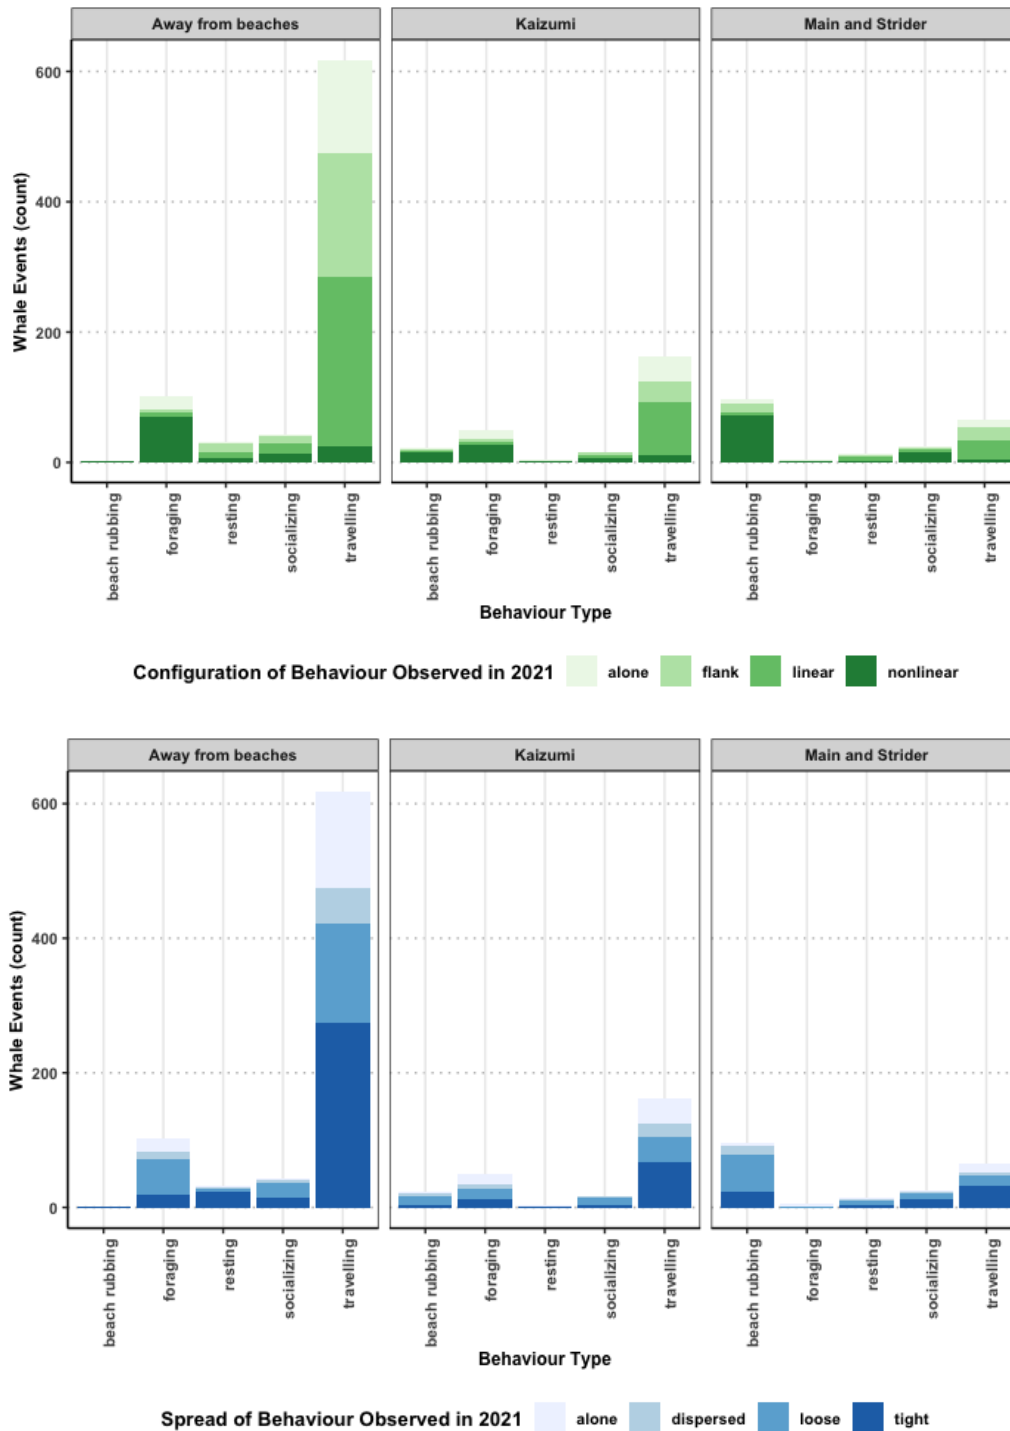 Away from beaches Kaizumi Main and Strider
600
400
200
0
Whale Events (count)
beach rubbing foraging resting socializing travelling beach rubbing foraging resting socializing travelling beach rubbing foraging resting socializing travelling
Behaviour Type
Configuration of Behaviour Observed in 2021 alone flank linear nonlinear
Away from beaches Kaizumi Main and Strider
600
400
200
0
Whale Events (count)
beach rubbing foraging resting socializing travelling beach rubbing foraging resting socializing travelling beach rubbing foraging resting socializing travelling
Behaviour Type
Spread of Behaviour Observed in 2021 alone dispersed loose tight